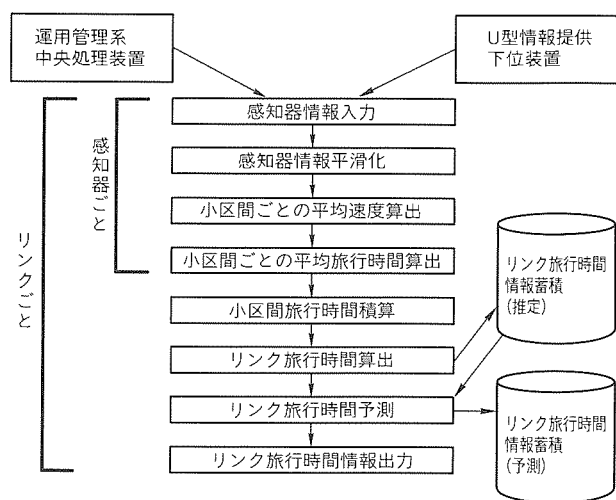 運用管理系
中央処理装置
U型情報提供
下位装置
感知器情報入力
感知器情報平滑化
小区間ごとの平均速度算出
小区間ごとの平均旅行時間算出
小区間旅行時間積算
リンク旅行時間算出
リンク旅行時間予測
リンク旅行時間情報出力
感知器ごと
リンクごと
リンク旅行時間
情報蓄積
(推定)
リンク旅行時間
情報蓄積
(予測)